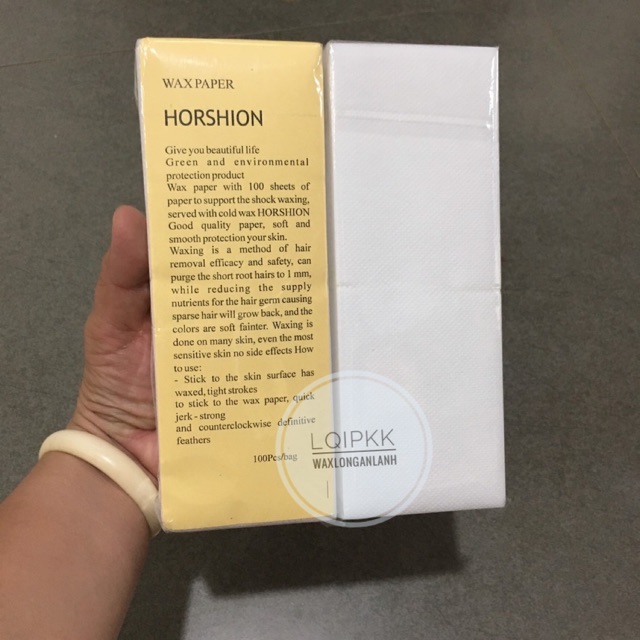 WAX PAPER
HORSHION
Give you beautiful life
Green and environmental
protection product
Wax paper with 100 sheets of
paper to support the shock waxing,
served with cold wax HORSHION
Good quality paper, soft and
smooth protection your skin.
Waxing is a method of hair
removal efficacy and safety, can
purge the short root hairs to 1 mm,
while reducing the supply
nutrients for the hair germ causing
sparse hair will grow back, and the
colors are soft fainter. Waxing is
done on many skin, even the most
sensitive skin no side effects How
to use:
- Stick to the skin surface has
waxed, tight strokes
to stick to the wax paper, quick
jerk - strong
and counterclockwise definitive
feathers
100Pcs/bag
LQIPKK
WAXLONGANLANH